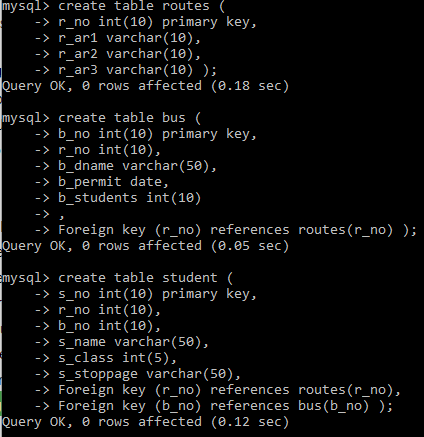 mysql> create table routes (
    -> r_no int(10) primary key,
    -> r_ar1 varchar(10),
    -> r_ar2 varchar(10),
    -> r_ar3 varchar(10) );
Query OK, 0 rows affected (0.18 sec)
mysql> create table bus (
    -> b_no int(10) primary key,
    -> r_no int(10),
    -> b_dname varchar(50),
    -> b_permit date,
    -> b_students int(10)
    -> ,
    -> Foreign key (r_no) references routes(r_no) );
Query OK, 0 rows affected (0.05 sec)
mysql> create table student (
    -> s_no int(10) primary key,
    -> r_no int(10),
    -> b_no int(10),
    -> s_name varchar(50),
    -> s_class int(5),
    -> s_stoppage varchar(50),
    -> Foreign key (r_no) references routes(r_no),
    -> Foreign key (b_no) references bus(b_no) );
Query OK, 0 rows affected (0.12 sec)